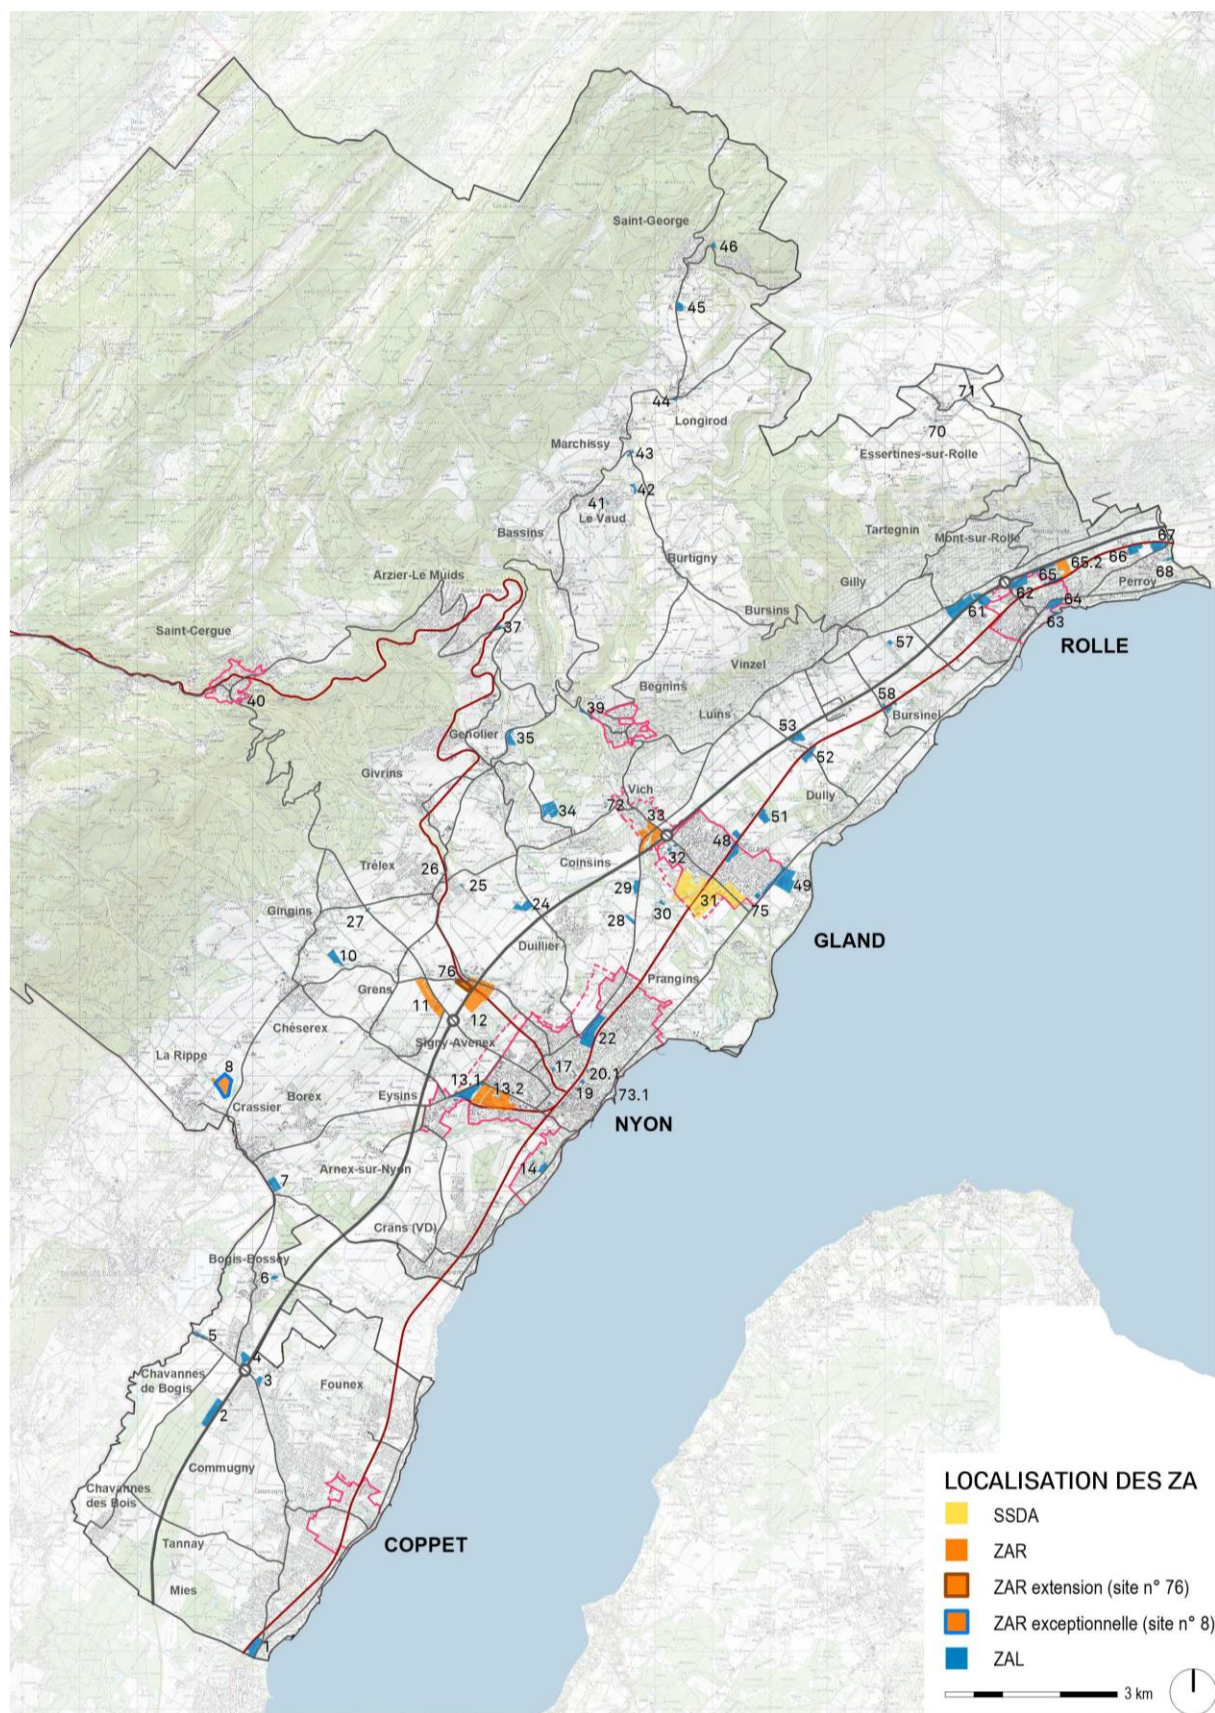 Saint-George
46
45
71
44
Longirod
70
Marchissy
43
Essertines-sur-Rolle
42
41
Le Vaud
Bassins
Tartegnin
Mont-sur-Rolle
67
66
65.2
Burtigny
68
Arzier-Le Muids
Gilly
65
Perroy
62
64
Bursins
61
63
Saint-Cergue
37
57
ROLLE
Vinzel
Begnins
40
39
Luins
58
Bursinel
53
Genolier
35
52
Givrins
Vich
Dully
72
34
33
51
48
Coinsins
32
Trélex
26
25
29
49
31
75
30
24
Gingins
27
28
GLAND
Duillier
10
76
Prangins
Grens
11
12
Chéserex
Signy-Avenex
22
La Rippe
8
17
13.1
20.1
13.2
Borex
Eysins
19
73.1
Crassier
NYON
Arnex-sur-Nyon
14
7
Crans (VD)
Bogis-Bossey
6
5
4
Chavannes
de Bogis
3
Founex
2
Commugny
Chavannes
des Bois
COPPET
Tannay
Mies
1
LOCALISATION DES ZA
SSDA
ZAR
ZAR extension (site n° 76)
ZAR exceptionnelle (site n° 8)
ZAL
3 km